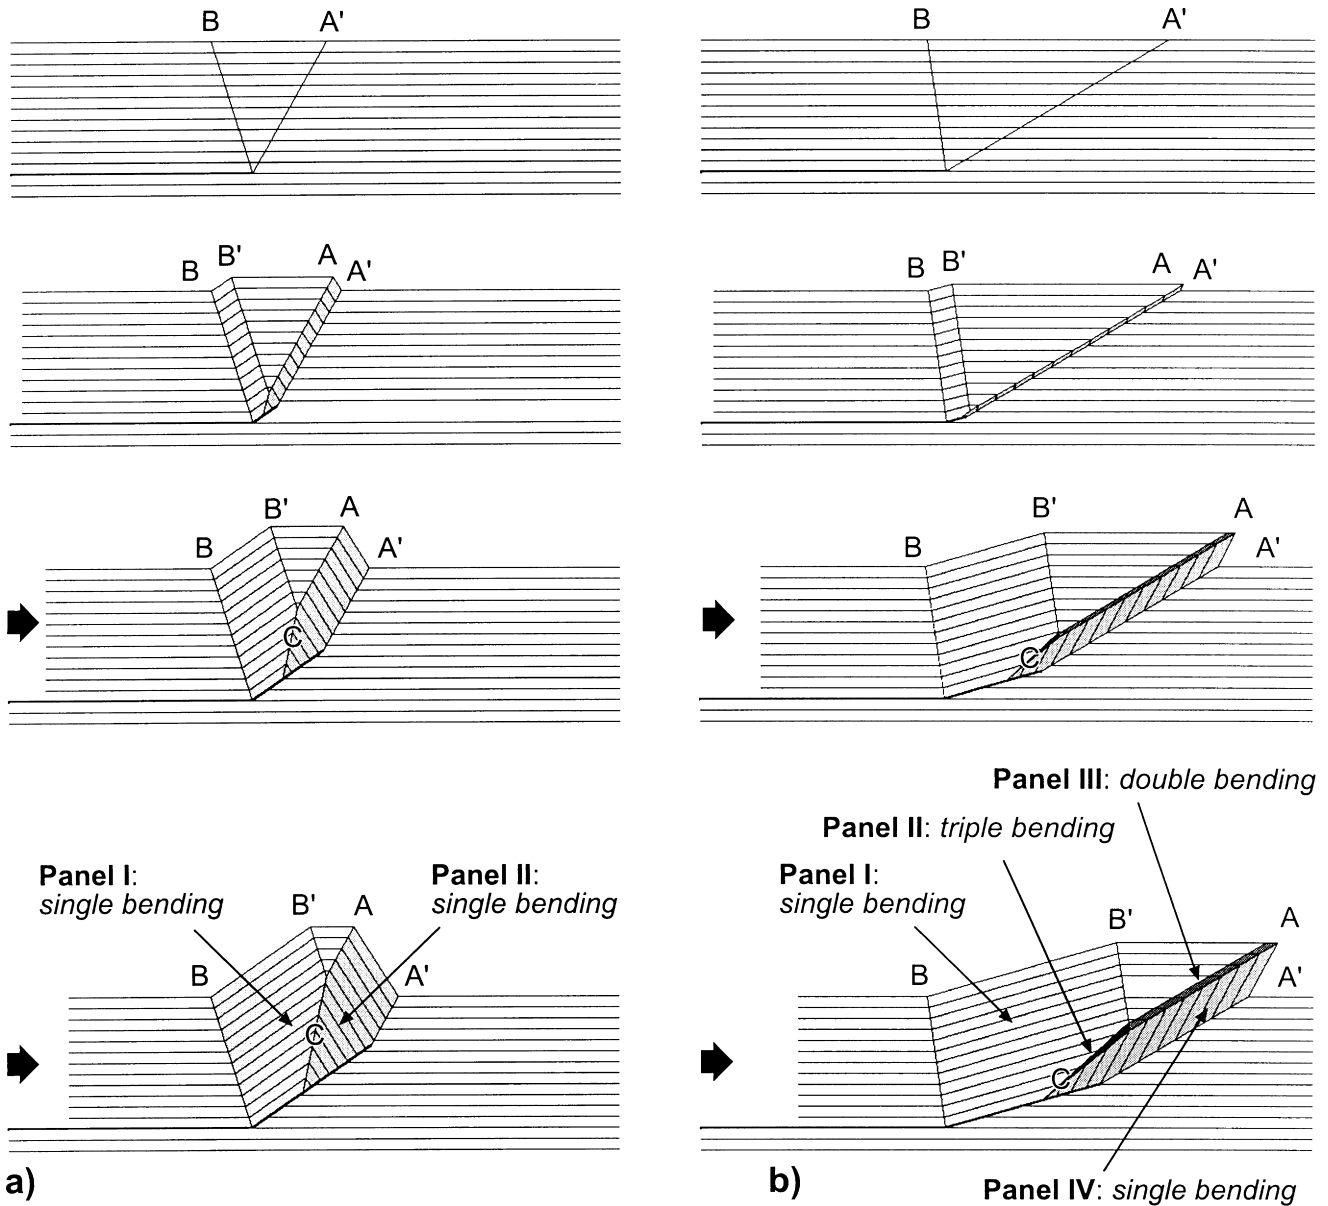 B A'
B A'
B B' A A'
B B' A A'
B' A
B A'
C
B' A
B A'
C
Panel III: double bending
Panel II: triple bending
Panel I:
single bending
Panel II:
single bending
Panel I:
single bending
B' A
B A'
C
B' A
B A'
C
a)
b)
Panel IV: single bending